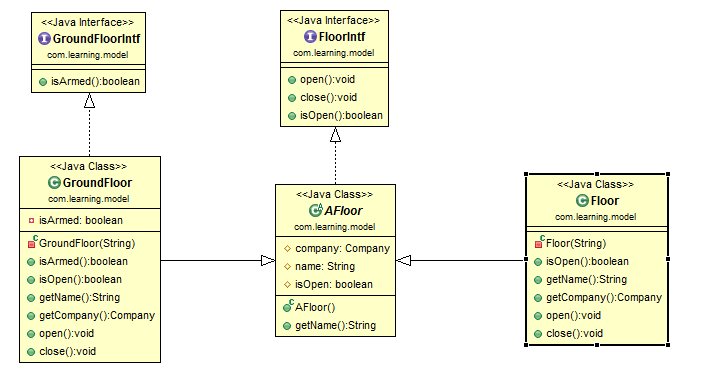 <<Java Interface>>
GroundFloorIntf
com.learning.model
isArmed():boolean
<<Java Interface>>
FloorIntf
com.learning.model
open():void
close():void
isOpen():boolean
<<Java Class>>
GroundFloor
com.learning.model
isArmed: boolean
GroundFloor(String)
isArmed():boolean
isOpen():boolean
getName():String
getCompany():Company
open():void
close():void
<<Java Class>>
AFloor
com.learning.model
company: Company
name: String
isOpen: boolean
AFloor()
getName():String
<<Java Class>>
Floor
com.learning.model
Floor(String)
isOpen():boolean
getName():String
getCompany():Company
open():void
close():void